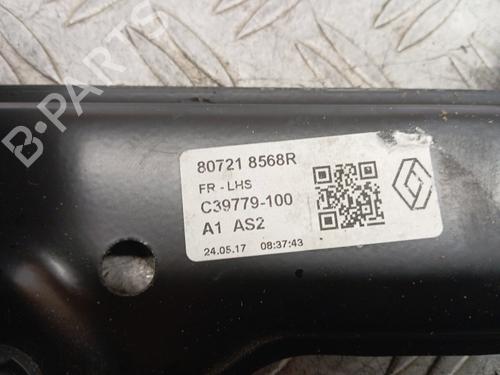 B-PARTS
80721 8568R
FR - LHS
C39779-100
A1 AS2
24.05.17 08:37:43